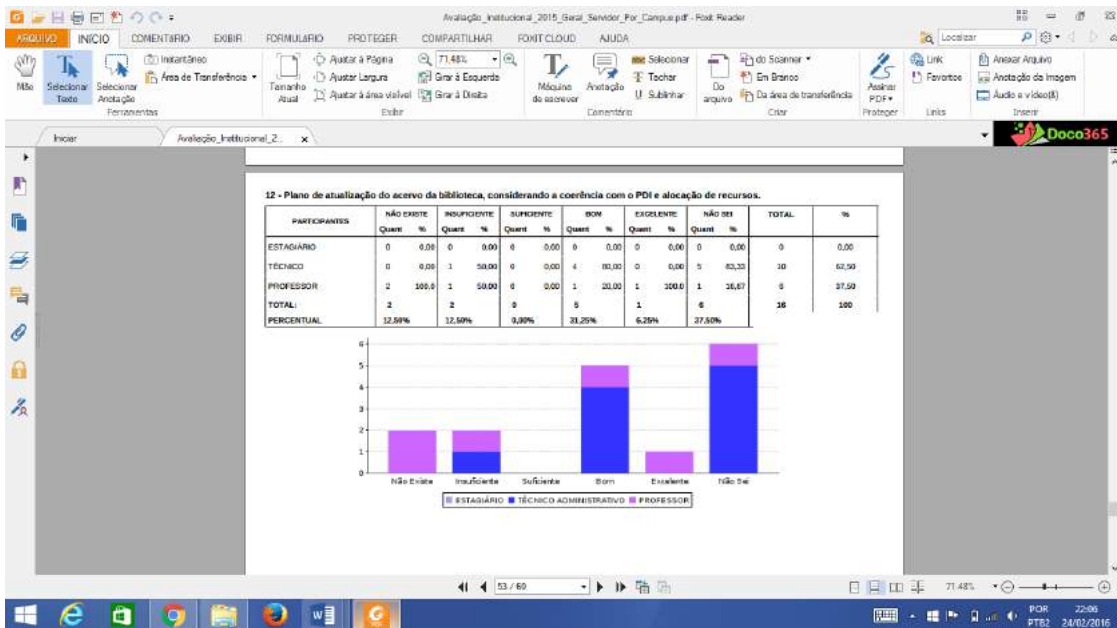 Avaliação_Institucional_2015_Geral_Servidor_Por_Campus.pdf - Foxit Reader
ARQUIVO INÍCIO COMENTÁRIO EXIBIR FORMULÁRIO PROTEGER COMPARTILHAR FOXIT CLOUD AJUDA Localizar
Mão
Selecionar Texto
Selecionar Anotação
Instantâneo
Área de Transferência
Ferramentas
Tamanho Atual
Ajustar à Página
Ajustar Largura
Ajustar à área visível
71,48%
Girar à Esquerda
Girar à Direita
Exibir
Máquina de escrever
Anotação
Selecionar
Tachar
U Sublinhar
Comentário
Do arquivo
do Scanner
Em Branco
Da área de transferência
Criar
Assinar PDF
Proteger
Link
Favoritos
Links
Anexar Arquivo
Anotação da Imagem
Áudio e vídeo(8)
Inserir
Iniciar Avaliação_Institucional_2... x
Doco365
12 - Plano de atualização do acervo da biblioteca, considerando a coerência com o PDI e alocação de recursos.
PARTICIPANTES NÃO EXISTE INSUFICIENTE SUFICIENTE BOM EXCELENTE NÃO SEI TOTAL %
Quant % Quant % Quant % Quant % Quant % Quant %
ESTAGIÁRIO 0 0,00 0 0,00 0 0,00 0 0,00 0 0,00 0 0,00 0 0,00
TÉCNICO 0 0,00 1 50,00 0 0,00 4 80,00 0 0,00 5 83,33 10 62,50
PROFESSOR 2 100,0 1 50,00 0 0,00 1 20,00 1 100,0 1 16,67 6 37,50
TOTAL: 2 2 0 5 1 6 16 100
PERCENTUAL 12,50% 12,50% 0,00% 31,25% 6,25% 37,50%
6
5
4
3
2
1
0
Não Existe Insuficiente Suficiente Bom Excelente Não Sei
ESTAGIÁRIO TÉCNICO ADMINISTRATIVO PROFESSOR
53 / 60
71.48%
POR 22:06
PTB2 24/02/2016